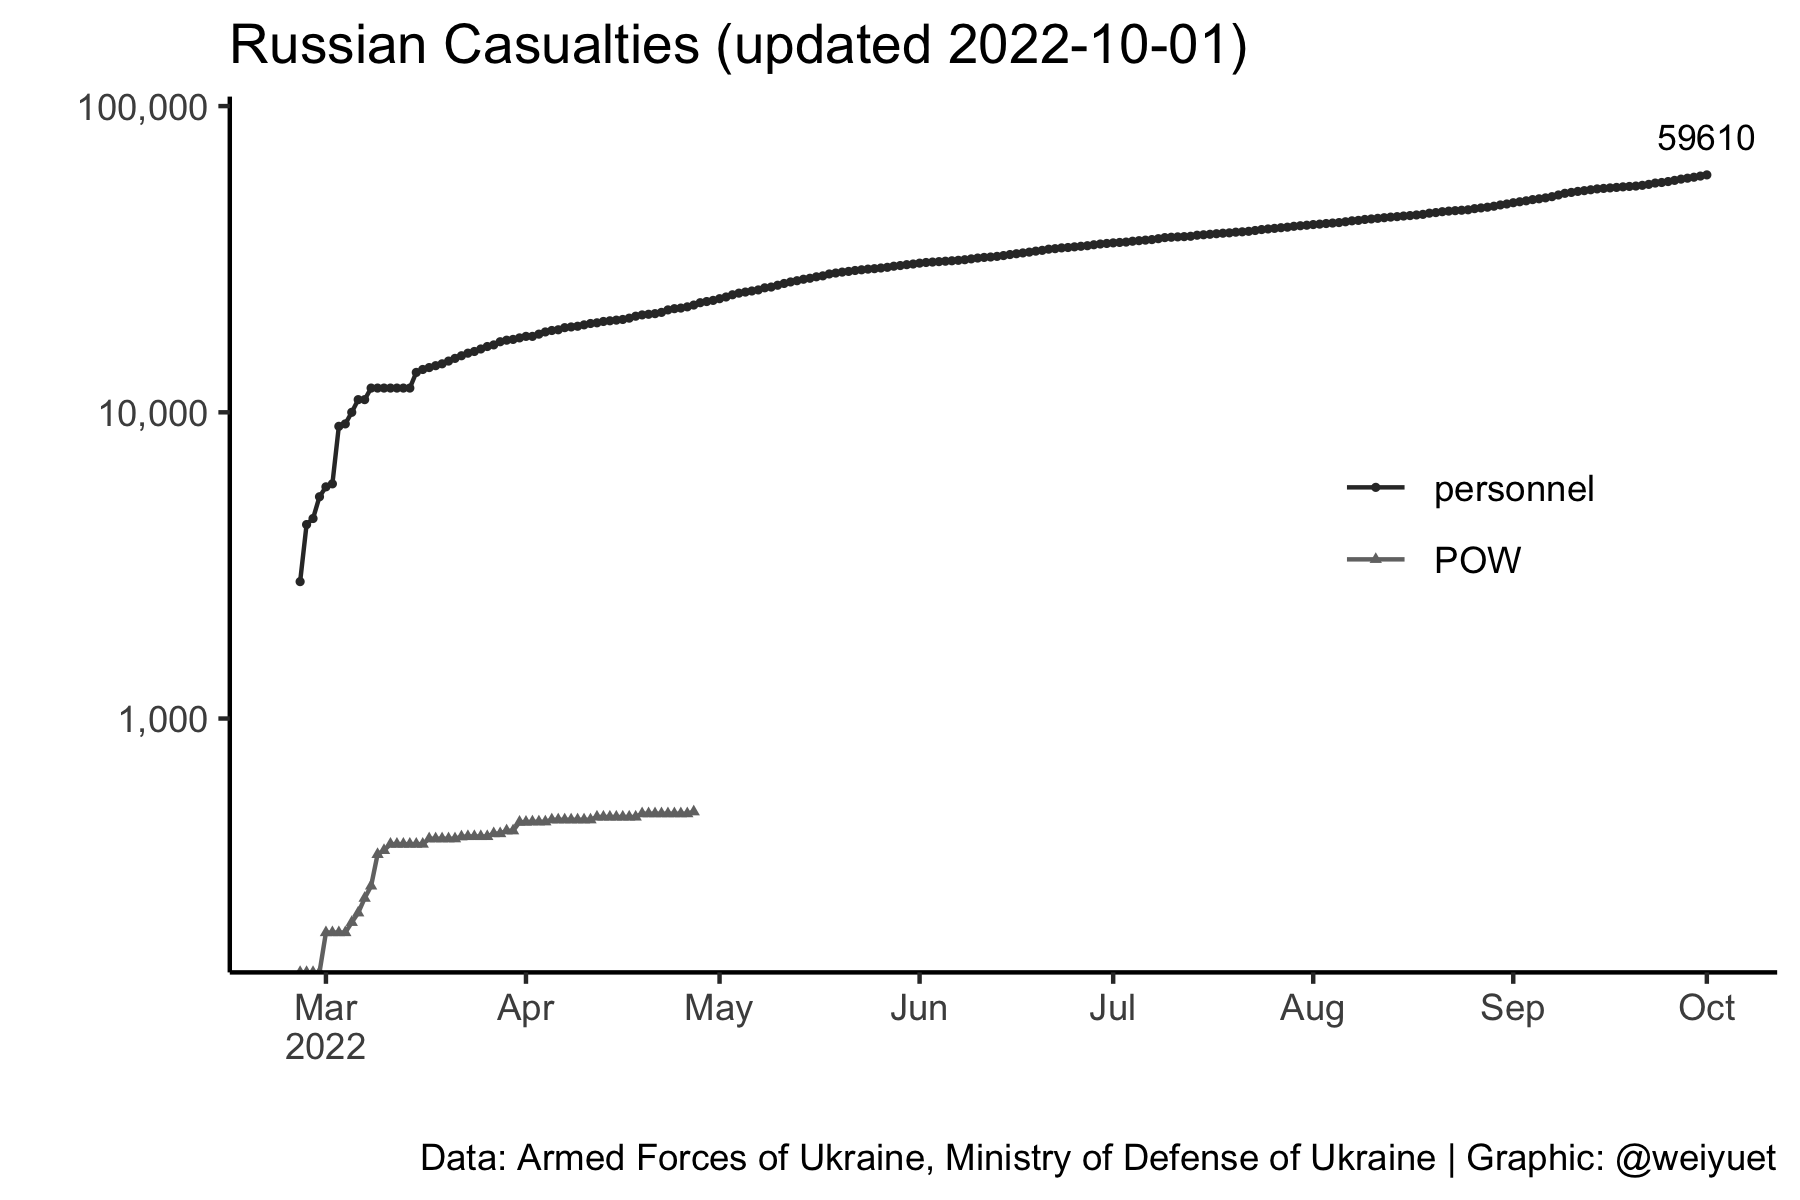 Russian Casualties (updated 2022-10-01)
100,000
59610
10,000
personnel
POW
1,000
Mar Apr May Jun Jul Aug Sep Oct
2022
Data: Armed Forces of Ukraine, Ministry of Defense of Ukraine | Graphic: @weiyuet